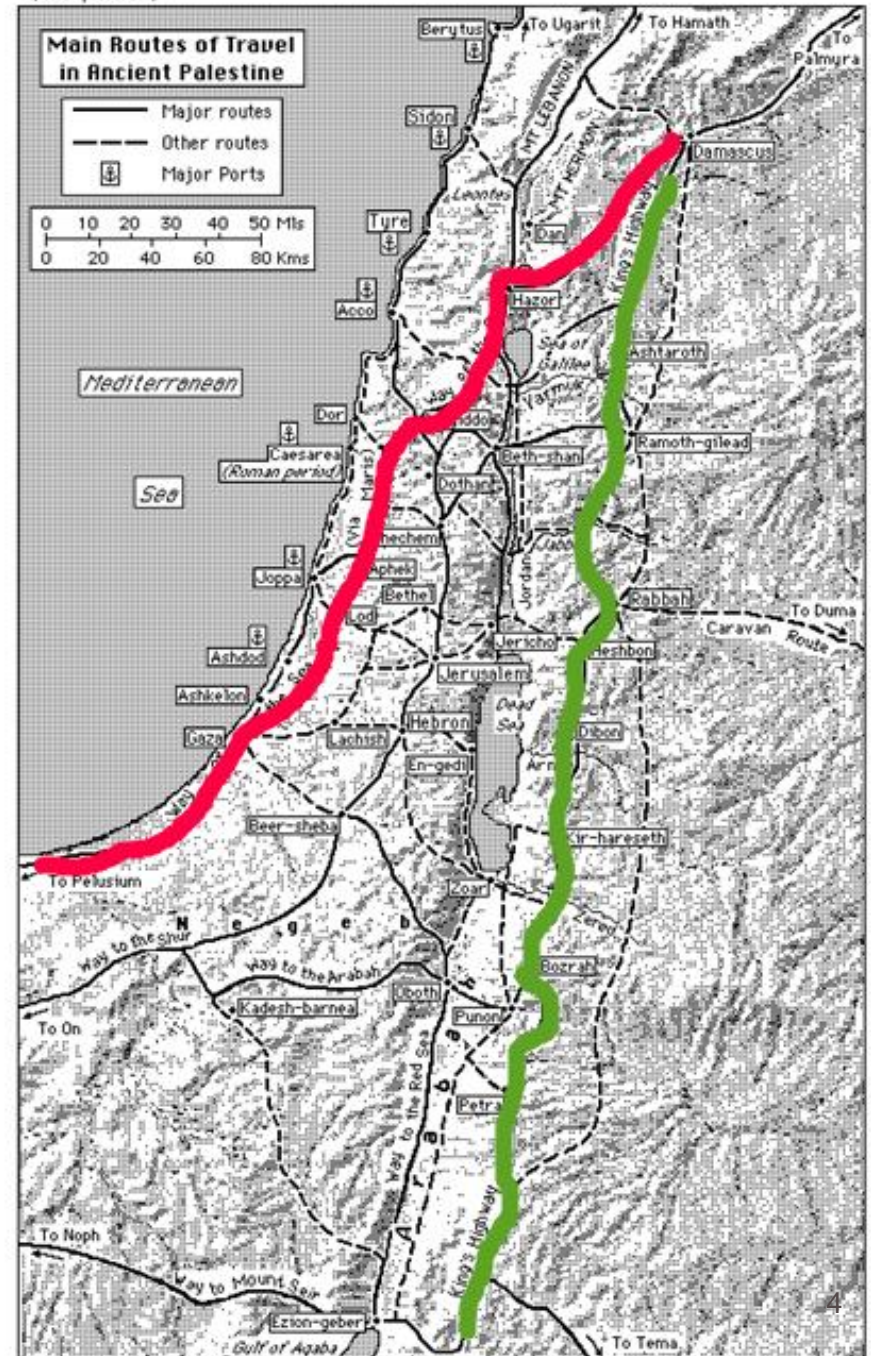 Main Routes of Travel
in Ancient Palestine
Major routes
Other routes
Major Ports
0 10 20 30 40 50 Mls
0 20 40 60 80 Kms
Berytus
To Ugarit
To Hamath
To
Palmyra
MT LEBANON
Sidon
MT HERMON
Damascus
Leontes
Tyre
Dan
King's Highway
Hazor
Acco
Sea of
Galilee
Ashtaroth
Mediterranean
Way of
Yarmuk
Dor
Ramoth-gilead
Caesarea
(Roman period)
Beth-shan
Sea
Dothan
(Via Maris)
Joppa
Aphek
Jordan
Bethel
Rabbah
To Duma
Lod
Caravan Route
Jericho
Heshbon
Ashdod
Jerusalem
Ashkelon
Dead
Sea
Hebron
Gaza
Lachish
Dibon
En-gedi
Way
Beer-sheba
Kir-hareseth
To Pelusium
Zoar
Negeb
Zered
Way to the Shur
Way to the Arabah
Bozrah
Oboth
Kadesh-barnea
Punon
To On
Way to the Red Sea
Arabah
Petra
King's Highway
To Noph
Way to Mount Seir
4
Ezion-geber
Gulf of Aqaba
To Tema